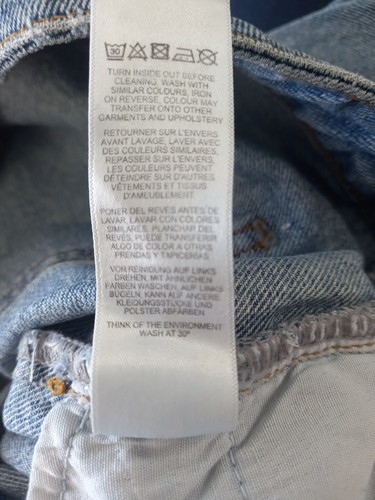 30
TURN INSIDE OUT BEFORE
CLEANING, WASH WITH
SIMILAR COLOURS, IRON
ON REVERSE, COLOUR MAY
TRANSFER ONTO OTHER
GARMENTS AND UPHOLSTERY
RETOURNER SUR L'ENVERS
AVANT LAVAGE, LAVER AVEC
DES COULEURS SIMILAIRES,
REPASSER SUR L'ENVERS,
LES COULEURS PEUVENT
DÉTEINDRE SUR D'AUTRES
VÊTEMENTS ET TISSUS
D'AMEUBLEMENT
PONER DEL REVÉS ANTES DE
LAVAR, LAVAR CON COLORES
SIMILARES, PLANCHAR DEL
REVÉS, PUEDE TRANSFERIR
ALGO DE COLOR A OTRAS
PRENDAS Y TAPICERIAS
VOR REINIGUNG AUF LINKS
DREHEN, MIT ÄHNLICHEN
FARBEN WASCHEN, AUF LINKS
BÜGELN, KANN AUF ANDERE
KLEIDUNGSSTÜCKE UND
POLSTER ABFÄRBEN
THINK OF THE ENVIRONMENT
WASH AT 30°